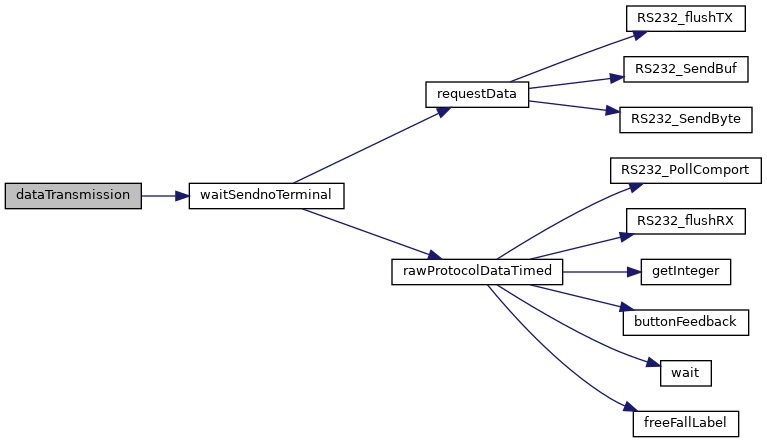 dataTransmission
waitSendnoTerminal
requestData
RS232_flushTX
RS232_SendBuf
RS232_SendByte
rawProtocolDataTimed
RS232_PollComport
RS232_flushRX
getInteger
buttonFeedback
wait
freeFallLabel